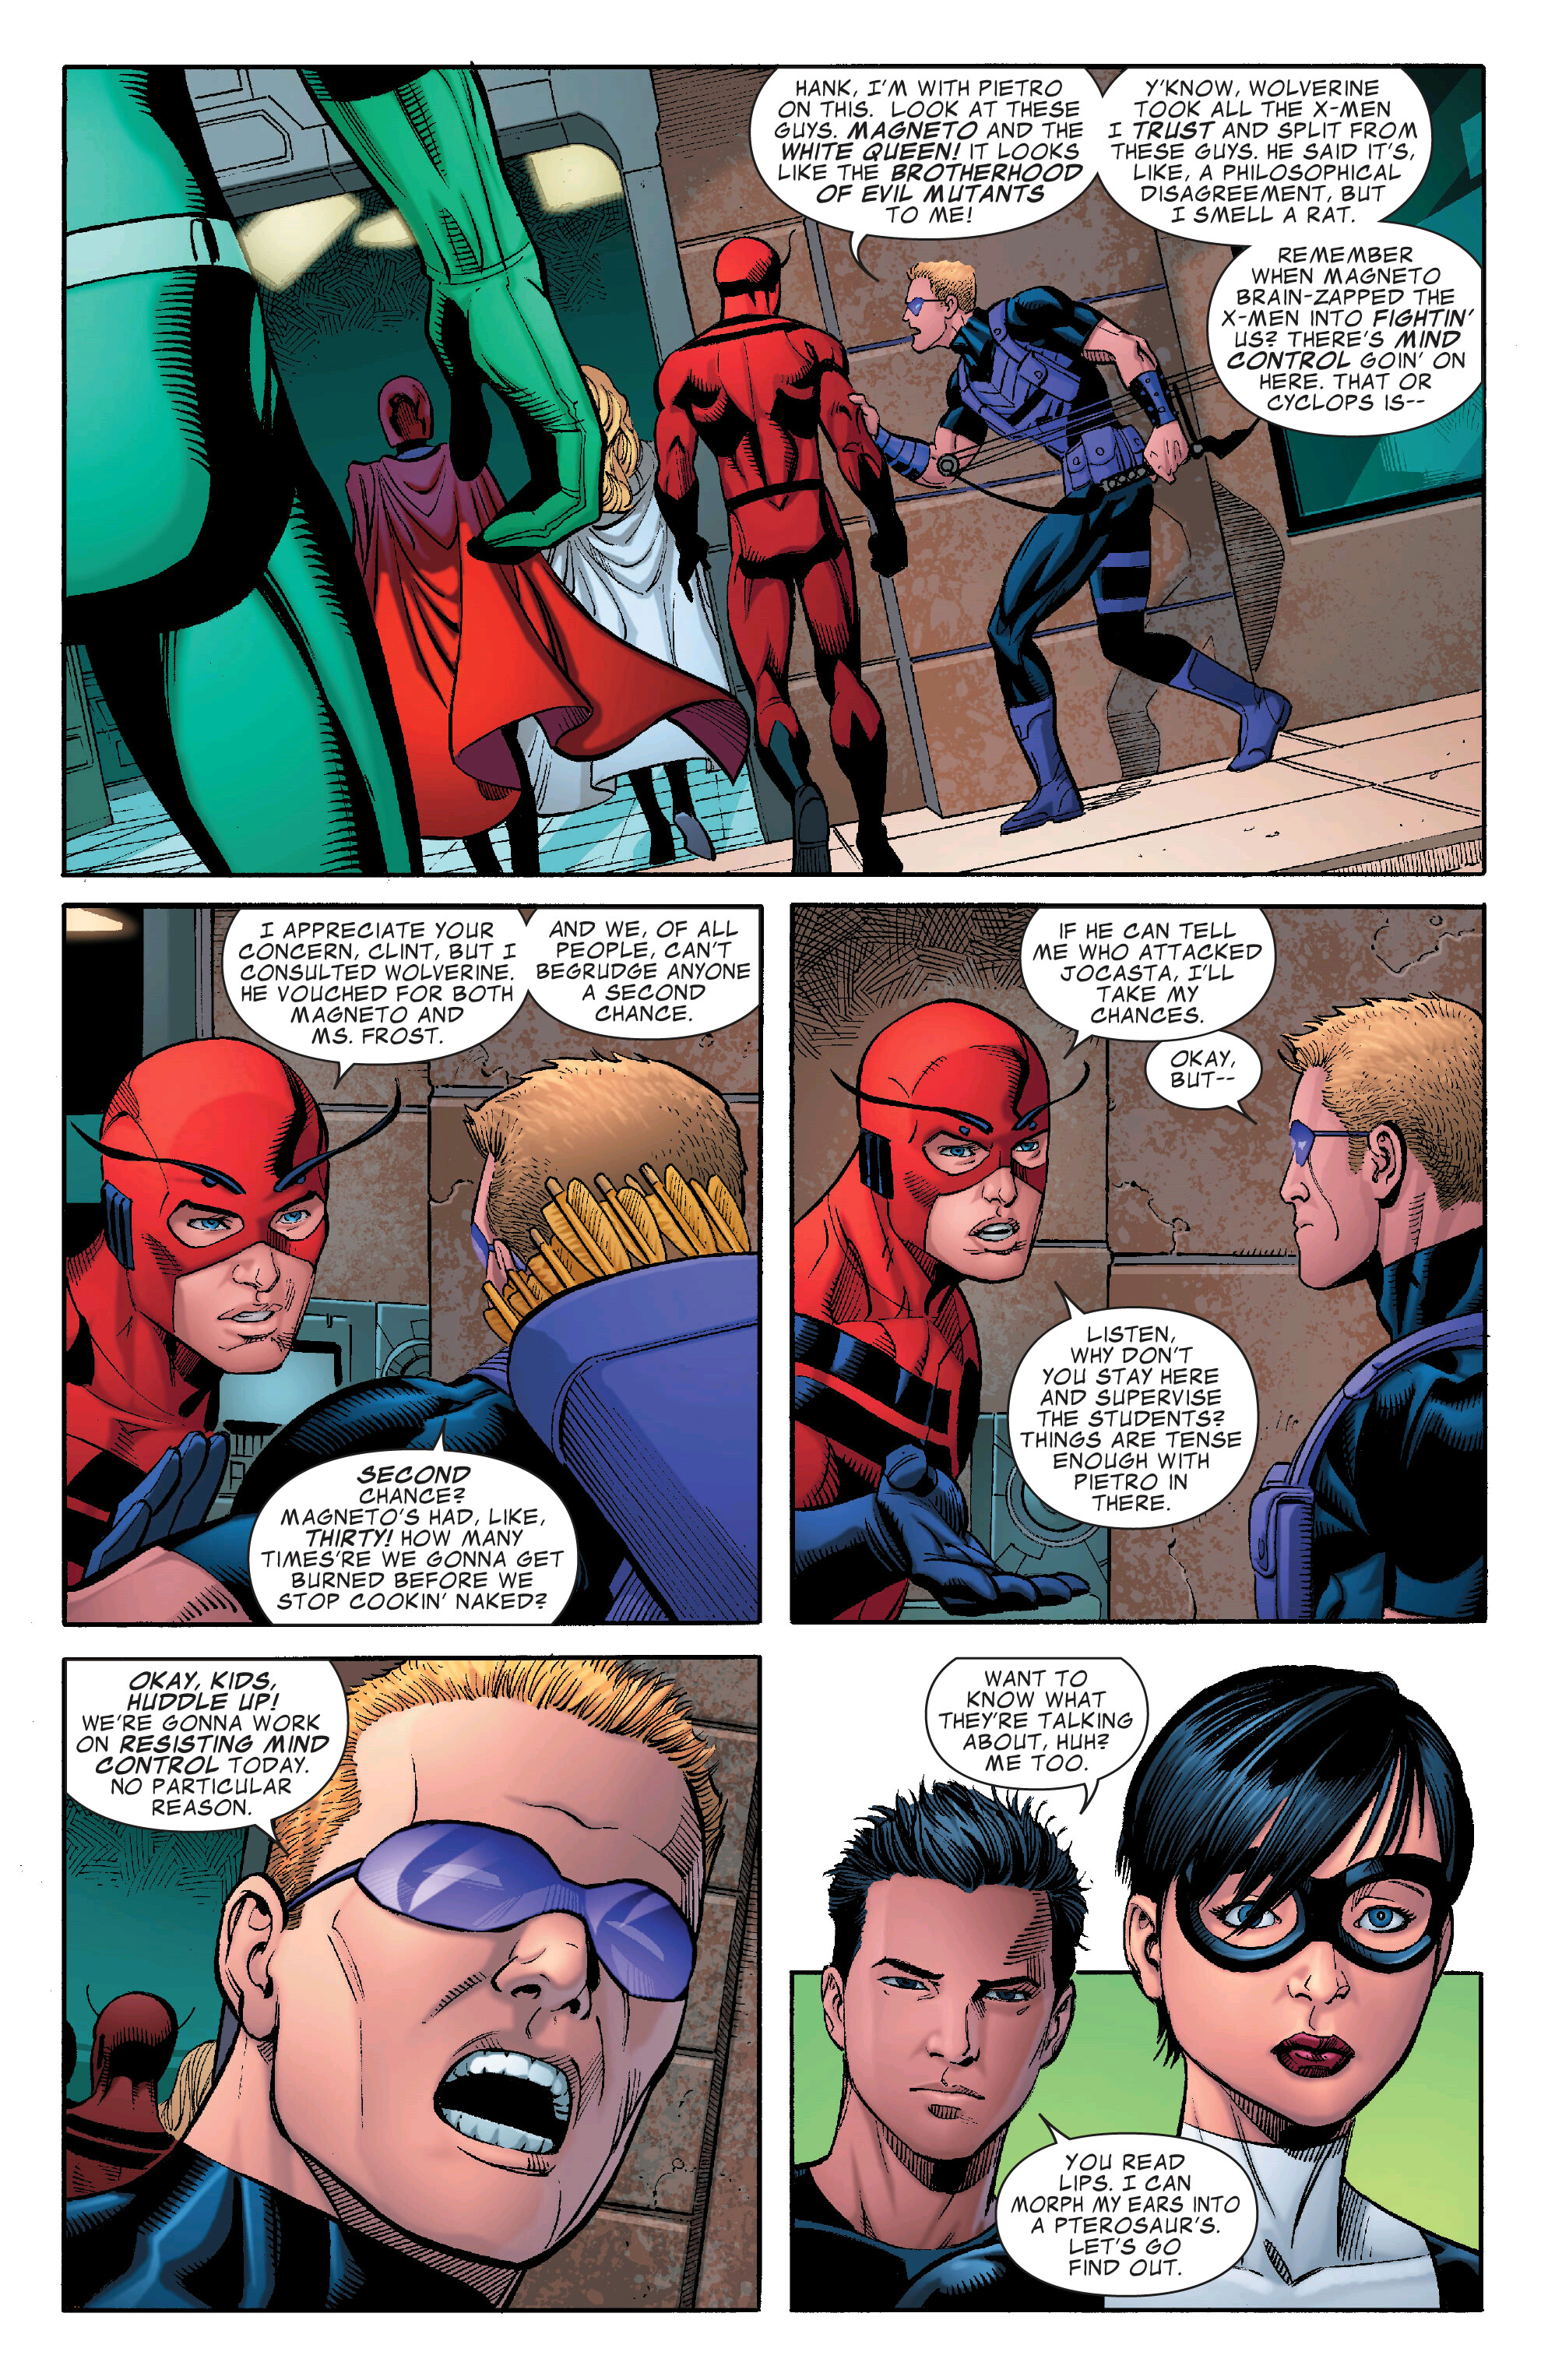 HANK, I'M WITH PIETRO
ON THIS. LOOK AT THESE
GUYS. MAGNETO AND THE
WHITE QUEEN! IT LOOKS
LIKE THE BROTHERHOOD
OF EVIL MUTANTS
TO ME!
Y'KNOW, WOLVERINE
TOOK ALL THE X-MEN
I TRUST AND SPLIT FROM
THESE GUYS. HE SAID IT'S,
LIKE, A PHILOSOPHICAL
DISAGREEMENT, BUT
I SMELL A RAT.
REMEMBER
WHEN MAGNETO
BRAIN-ZAPPED THE
X-MEN INTO FIGHTIN'
US? THERE'S MIND
CONTROL GOIN' ON
HERE. THAT OR
CYCLOPS IS--
I APPRECIATE YOUR
CONCERN, CLINT, BUT I
CONSULTED WOLVERINE.
HE VOUCHED FOR BOTH
MAGNETO AND
MS. FROST.
AND WE, OF ALL
PEOPLE, CAN'T
BEGRUDGE ANYONE
A SECOND
CHANCE.
SECOND
CHANCE?
MAGNETO'S HAD, LIKE,
THIRTY! HOW MANY
TIMES'RE WE GONNA GET
BURNED BEFORE WE
STOP COOKIN' NAKED?
IF HE CAN TELL
ME WHO ATTACKED
JOCASTA, I'LL
TAKE MY
CHANCES.
OKAY,
BUT--
LISTEN,
WHY DON'T
YOU STAY HERE
AND SUPERVISE
THE STUDENTS?
THINGS ARE TENSE
ENOUGH WITH
PIETRO IN
THERE.
OKAY, KIDS,
HUDDLE UP!
WE'RE GONNA WORK
ON RESISTING MIND
CONTROL TODAY.
NO PARTICULAR
REASON.
WANT TO
KNOW WHAT
THEY'RE TALKING
ABOUT, HUH?
ME TOO.
YOU READ
LIPS. I CAN
MORPH MY EARS INTO
A PTEROSAUR'S.
LET'S GO
FIND OUT.